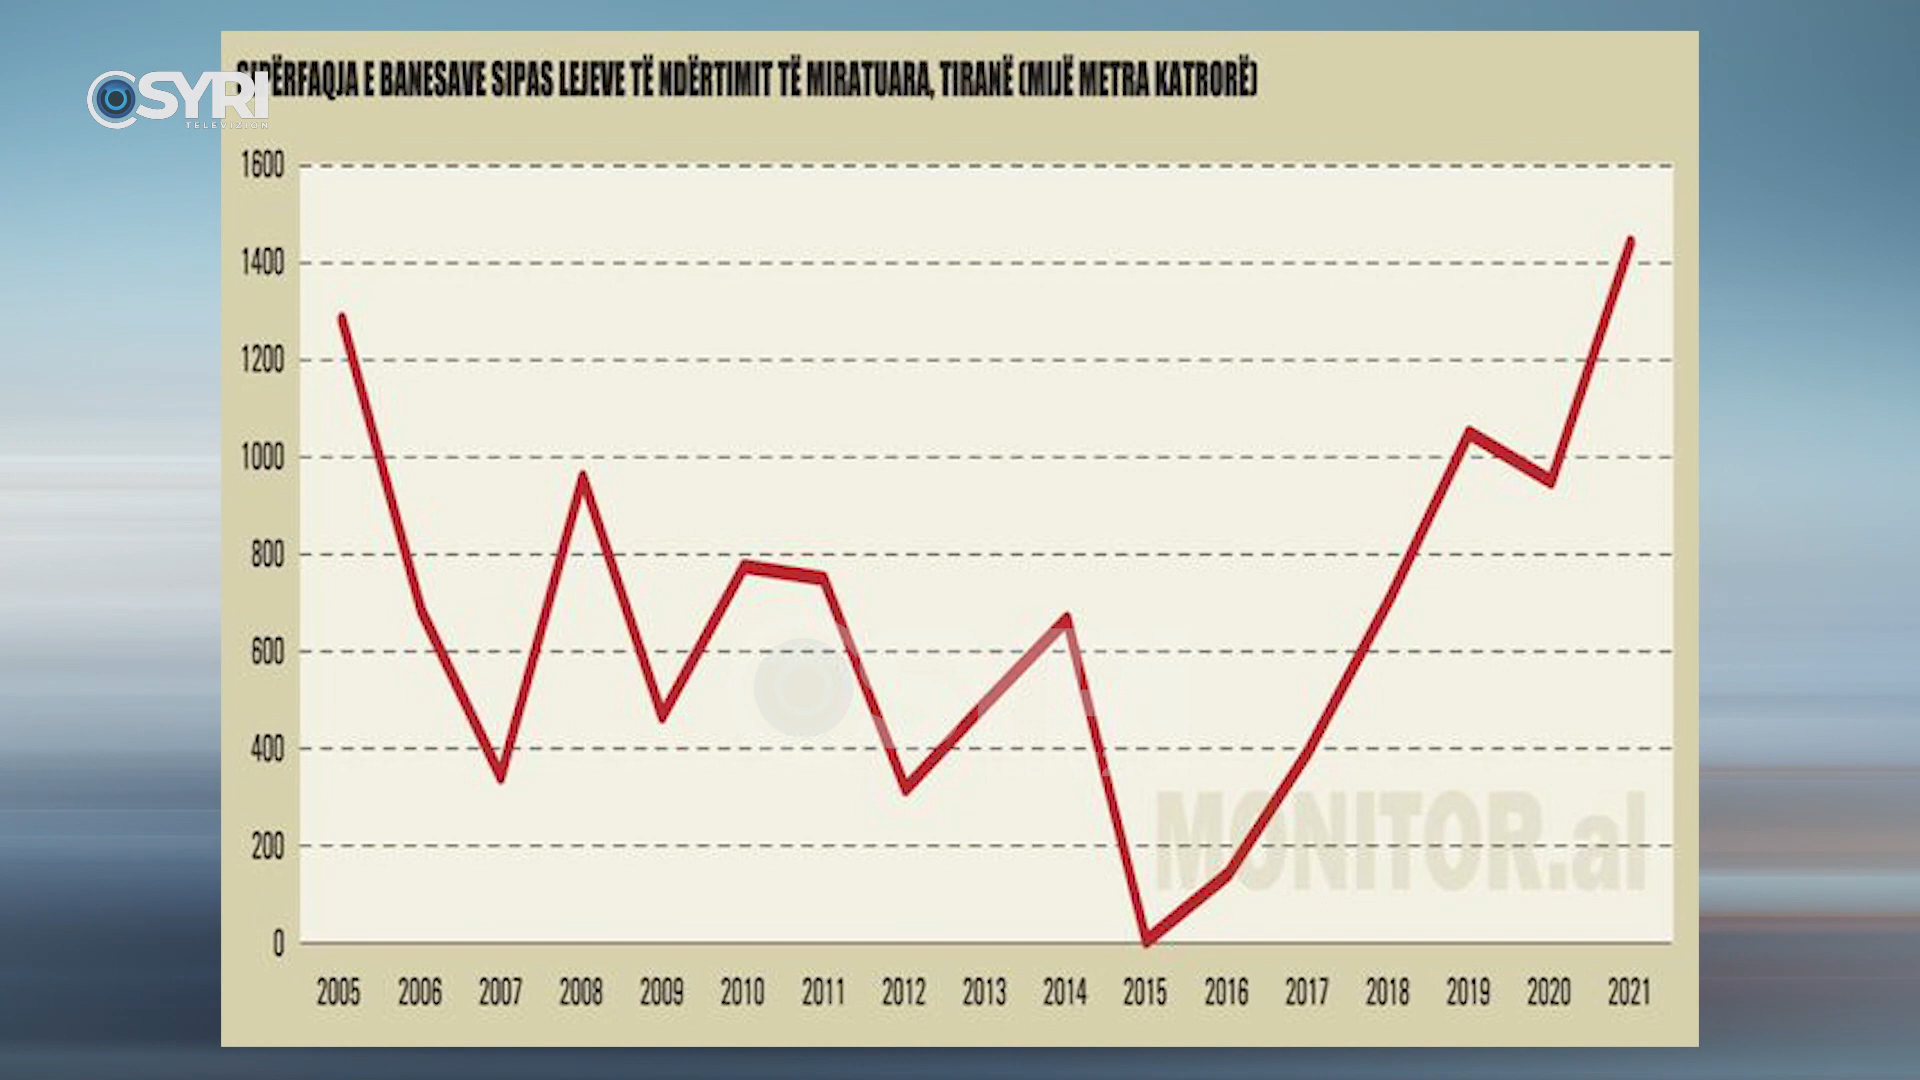 SYRI
TELEVIZION
SIPËRFAQJA E BANESAVE SIPAS LEJEVE TË NDËRTIMIT TË MIRATUARA, TIRANË (MIJË METRA KATRORË)
1600
1400
1200
1000
800
600
400
200
0
MONITOR.al
2005 2006 2007 2008 2009 2010 2011 2012 2013 2014 2015 2016 2017 2018 2019 2020 2021